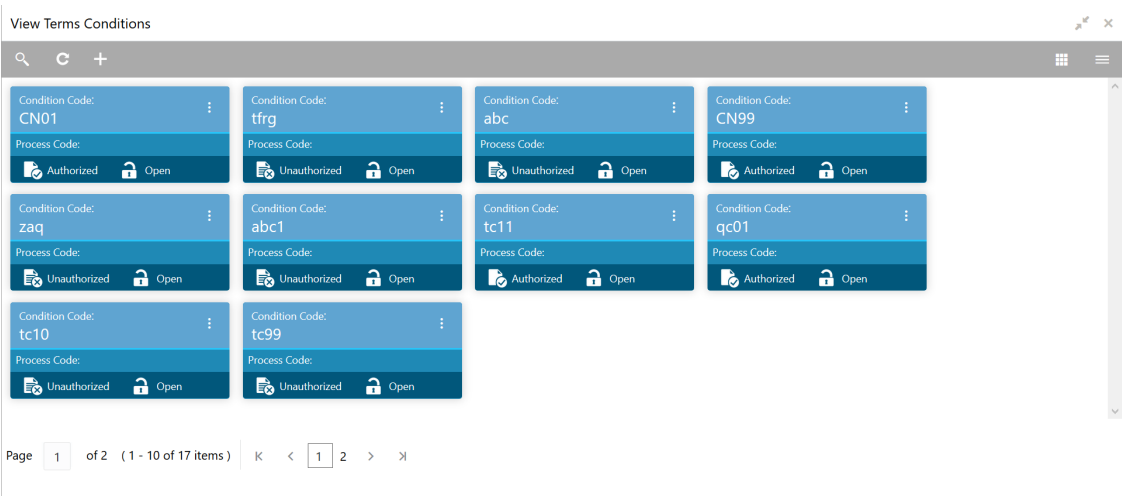 View Terms Conditions
Condition Code: Condition Code: Condition Code: Condition Code:
CN01 tfrg abc CN99
Process Code: Process Code: Process Code: Process Code:
Authorized Open Unauthorized Open Unauthorized Open Authorized Open
Condition Code: Condition Code: Condition Code: Condition Code:
zaq abc1 tc11 qc01
Process Code: Process Code: Process Code: Process Code:
Unauthorized Open Unauthorized Open Authorized Open Authorized Open
Condition Code: Condition Code:
tc10 tc99
Process Code: Process Code:
Unauthorized Open Unauthorized Open
Page 1 of 2 ( 1 - 10 of 17 items ) 1 2